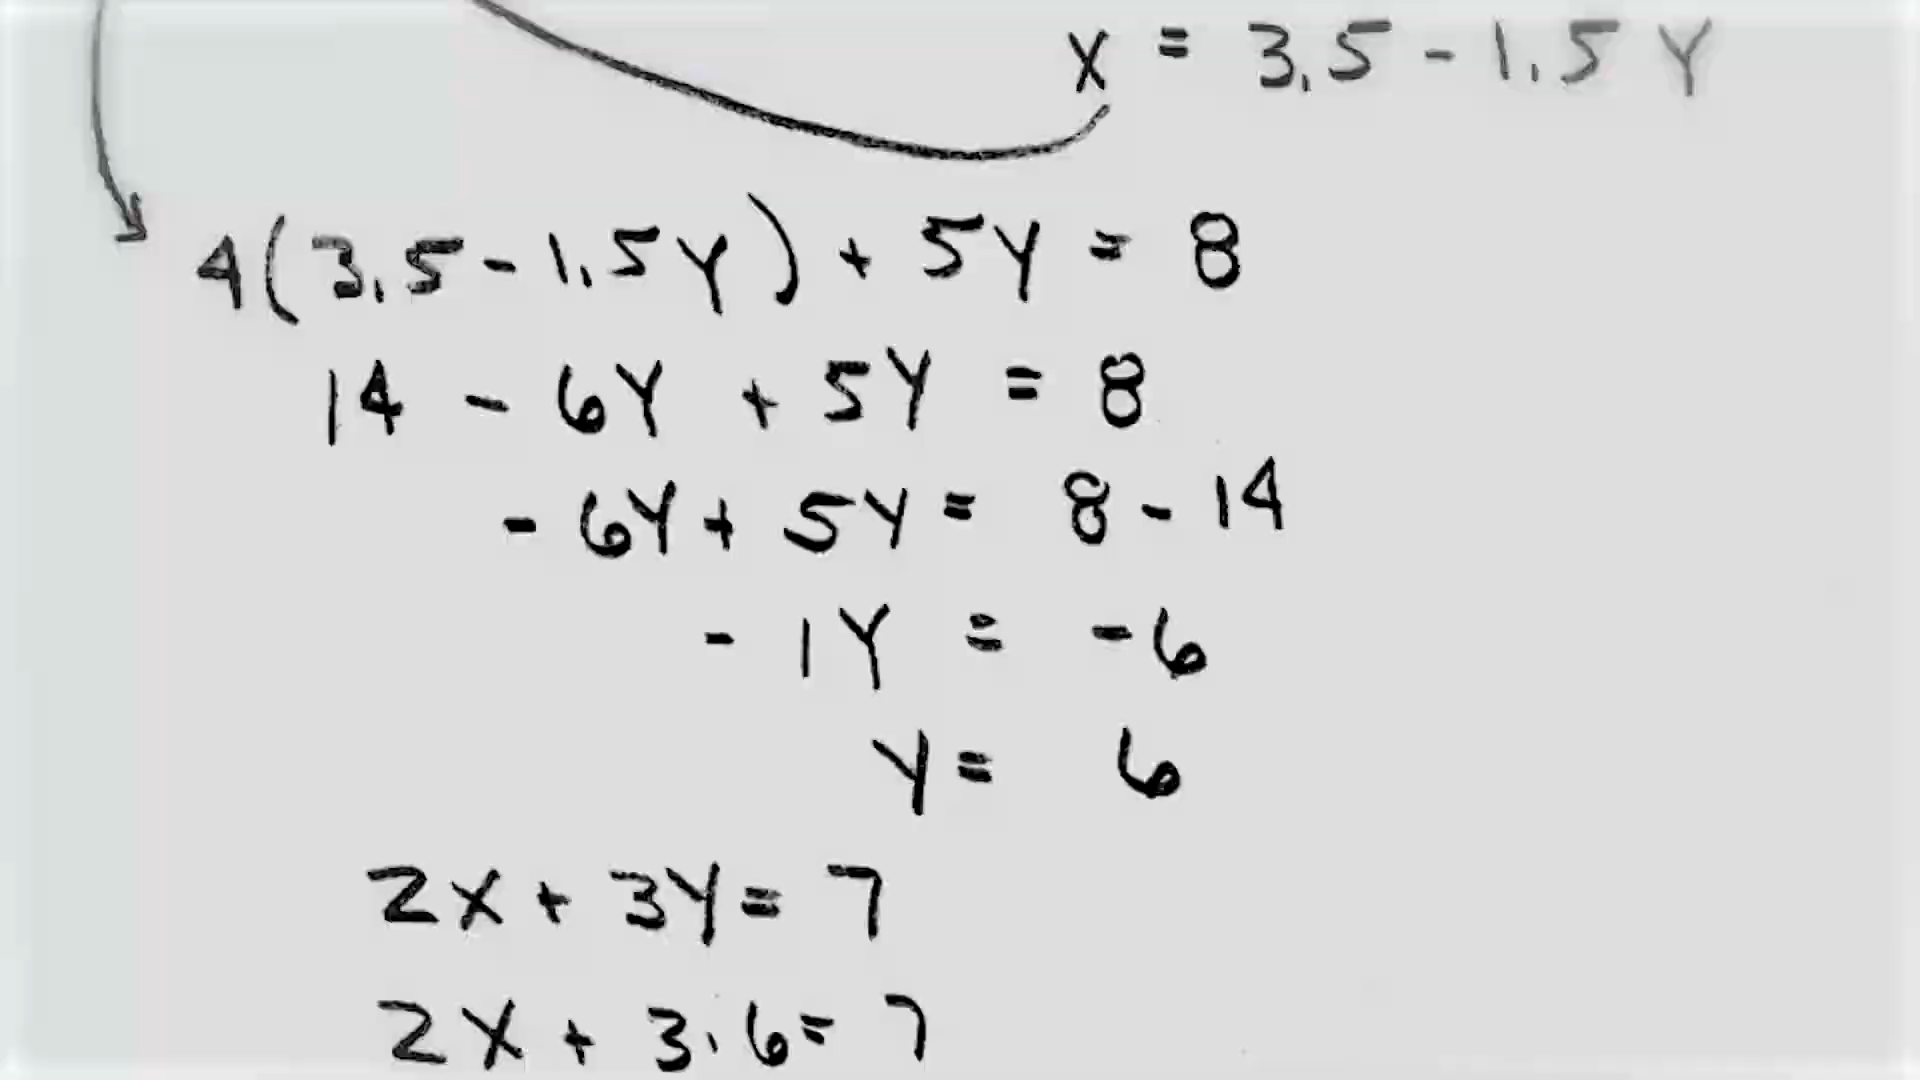 X = 3.5 - 1.5Y
4(3.5 - 1.5Y) + 5Y = 8
14 - 6Y + 5Y = 8
- 6Y + 5Y = 8 - 14
- 1Y = -6
Y = 6
2X + 3Y = 7
2X + 3·6 = 7